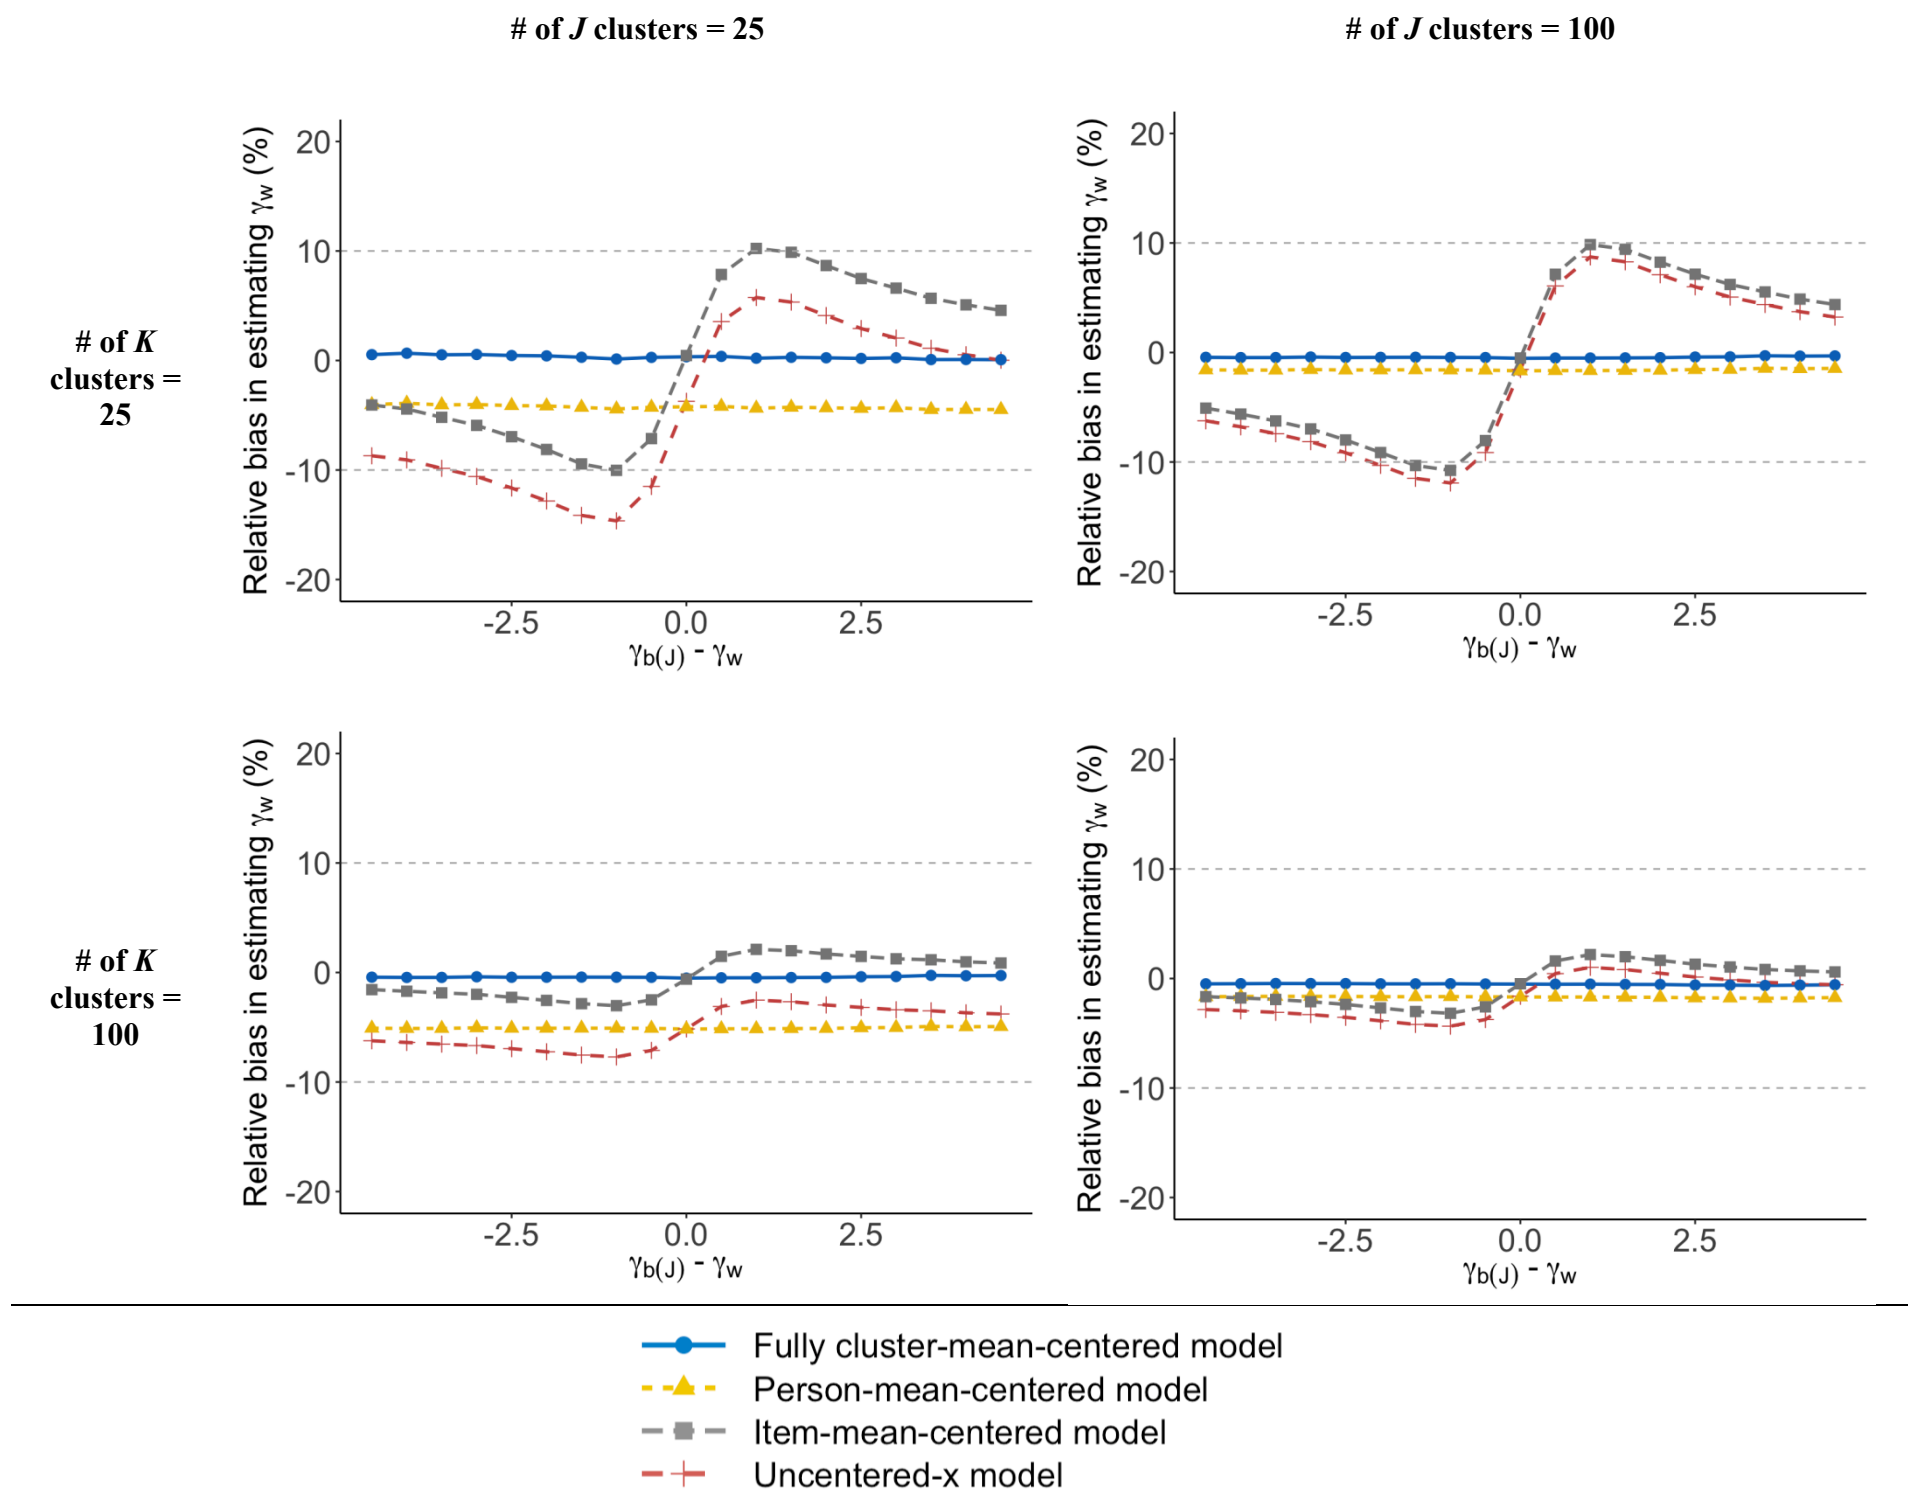 # of J clusters = 25
# of J clusters = 100
# of K
clusters =
25
Relative bias in estimating γw (%)
20
10
0
-10
-20
-2.5
0.0
2.5
γb(J) - γw
Relative bias in estimating γw (%)
20
10
0
-10
-20
-2.5
0.0
2.5
γb(J) - γw
# of K
clusters =
100
Relative bias in estimating γw (%)
20
10
0
-10
-20
-2.5
0.0
2.5
γb(J) - γw
Relative bias in estimating γw (%)
20
10
0
-10
-20
-2.5
0.0
2.5
γb(J) - γw
Fully cluster-mean-centered model
Person-mean-centered model
Item-mean-centered model
Uncentered-x model